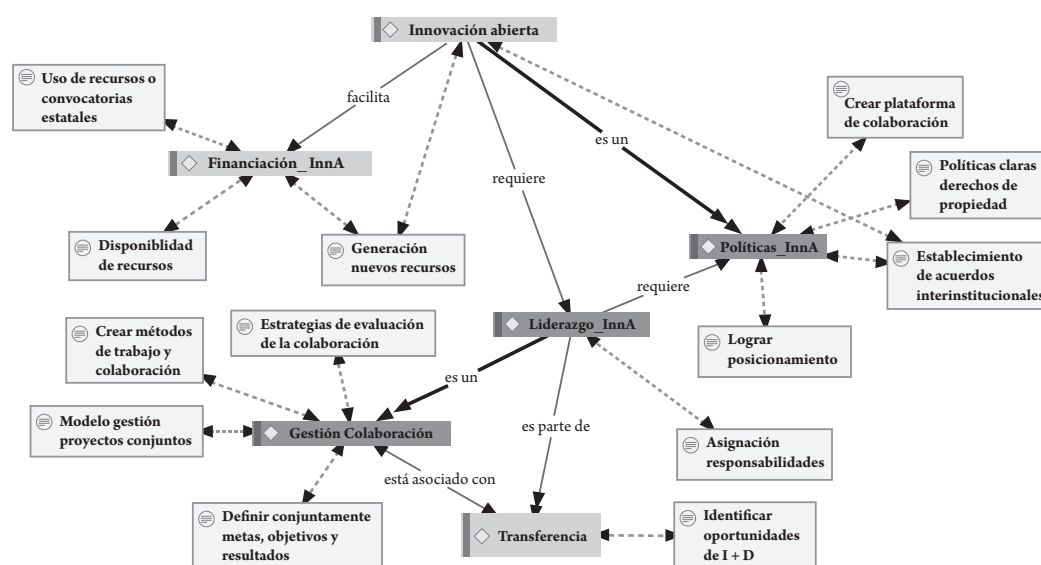 Innovación abierta
Uso de recursos o
convocatorias
estatales
facilita
Crear plataforma
de colaboración
es un
Financiación_InnA
Políticas claras
derechos de
propiedad
requiere
Disponiblidad
de recursos
Generación
nuevos recursos
Políticas_InnA
Establecimiento
de acuerdos
interinstitucionales
requiere
Crear métodos
de trabajo y
colaboración
Estrategias de evaluación
de la colaboración
Liderazgo_InnA
Lograr
posicionamiento
es un
Modelo gestión
proyectos conjuntos
Gestión Colaboración
es parte de
Asignación
responsabilidades
está asociado con
Definir conjuntamente
metas, objetivos y
resultados
Transferencia
Identificar
oportunidades
de I + D